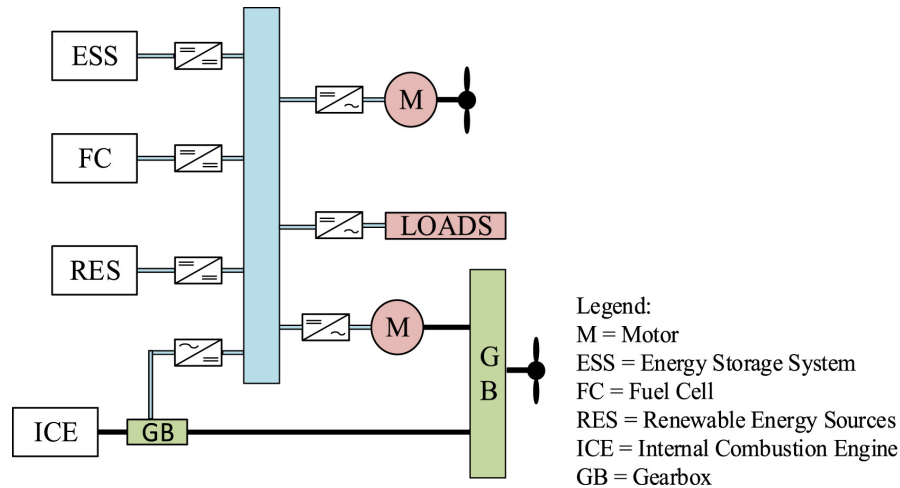 ESS
FC
RES
ICE
GB
M
LOADS
M
G
B
Legend:
M = Motor
ESS = Energy Storage System
FC = Fuel Cell
RES = Renewable Energy Sources
ICE = Internal Combustion Engine
GB = Gearbox